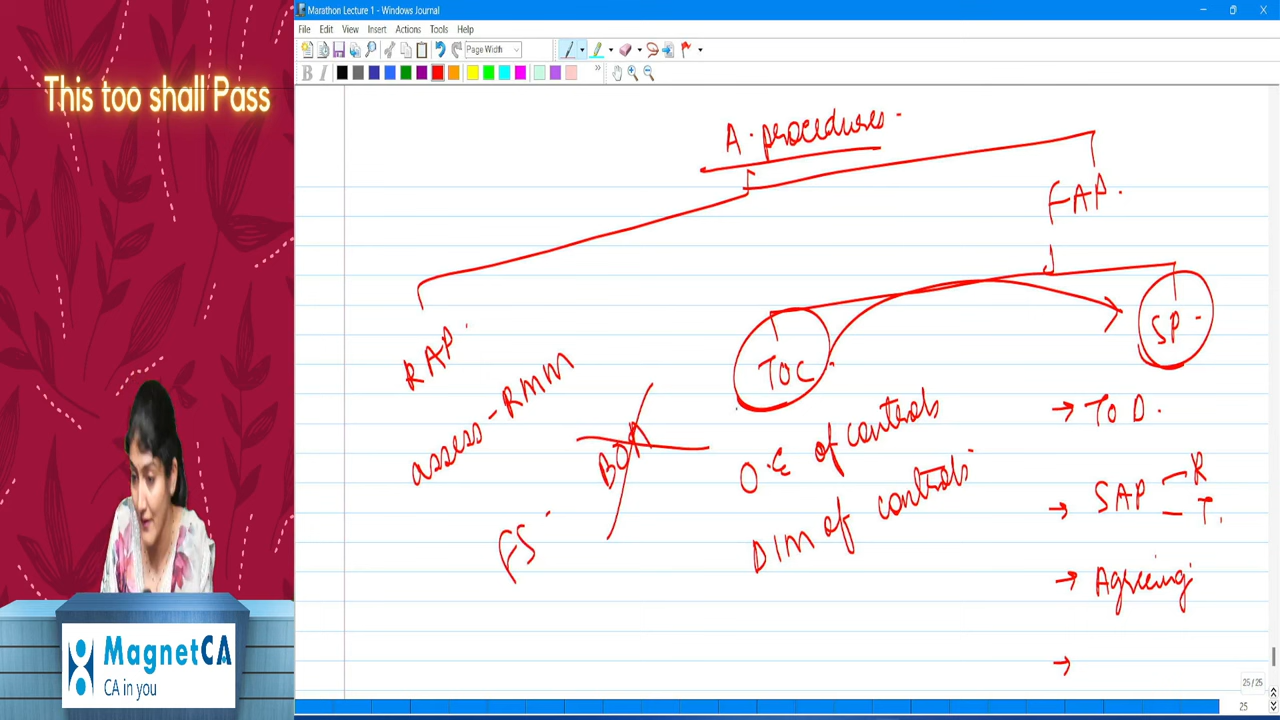 This too shall Pass
MagnetCA
CA in you
Marathon Lecture 1 - Windows Journal
File Edit View Insert Actions Tools Help
Page Width
B I
A. procedures.
FAP.
RAP.
assess - RMM
BOA
FS
TOC
O.E of controls
DIM of controls
SP
→ TOD.
→ SAP - R
- T.
→ Agreeing
→
25 / 25
25